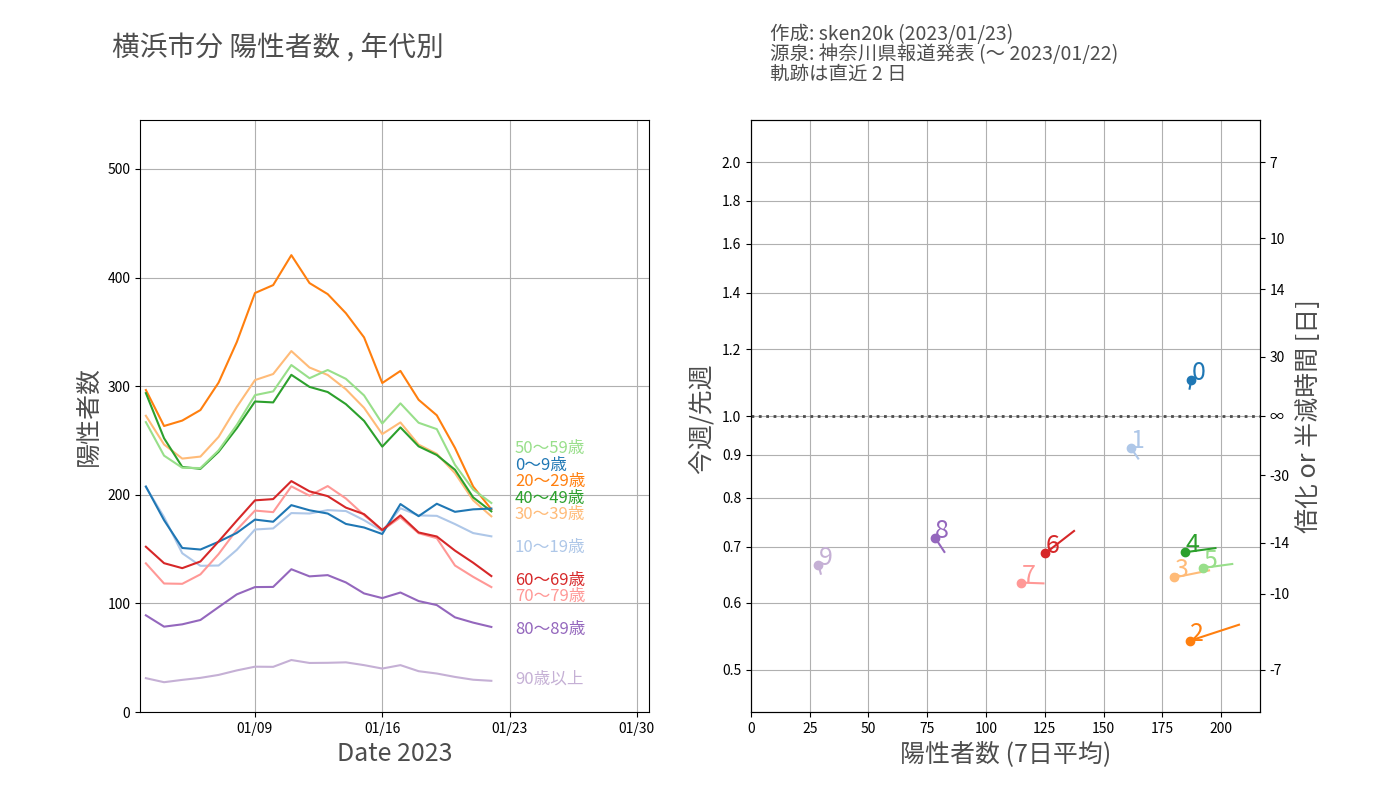 横浜市分 陽性者数 , 年代別
作成: sken20k (2023/01/23)
源泉: 神奈川県報道発表 (〜 2023/01/22)
軌跡は直近 2 日
陽性者数
500
400
300
200
100
0
50〜59歳
0〜9歳
20〜29歳
40〜49歳
30〜39歳
10〜19歳
60〜69歳
70〜79歳
80〜89歳
90歳以上
01/09 01/16 01/23 01/30
Date 2023
今週/先週
2.0
1.8
1.6
1.4
1.2
1.0
0.9
0.8
0.7
0.6
0.5
0
1
8
9
6
4
5
7
3
2
7
10
14
30
∞
-30
-14
-10
-7
倍化 or 半減時間 [日]
0 25 50 75 100 125 150 175 200
陽性者数 (7日平均)